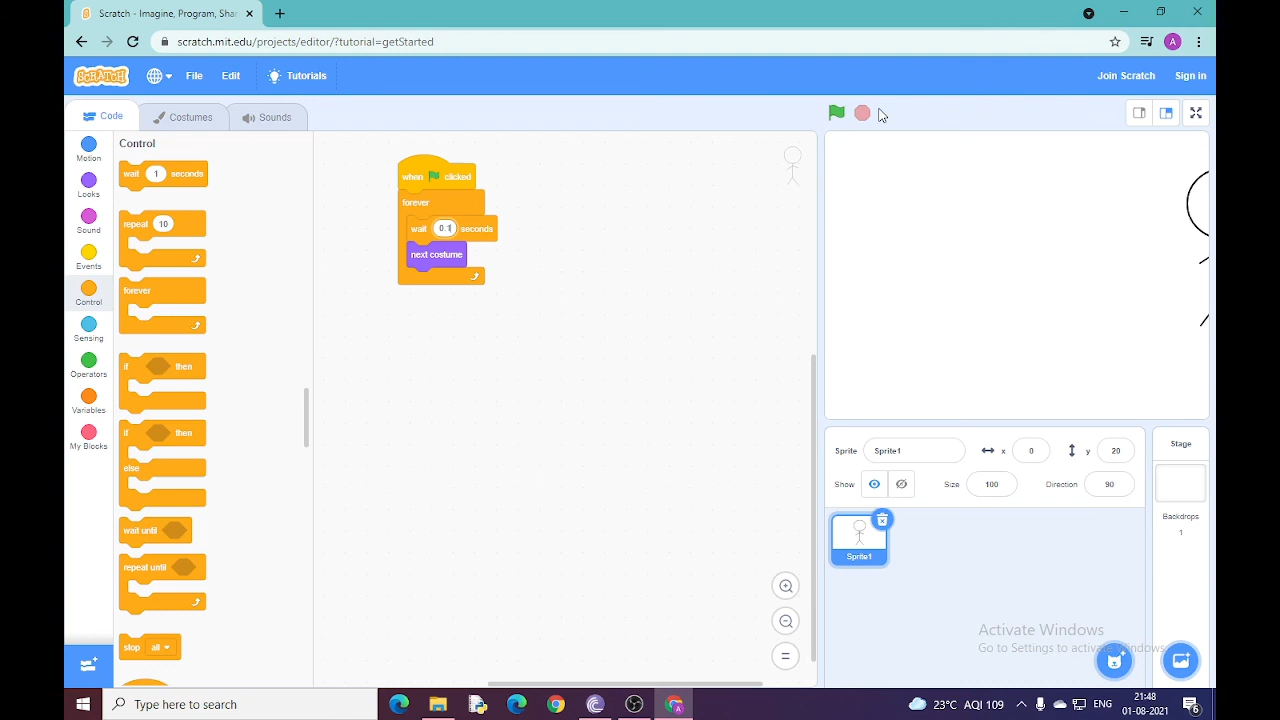 Scratch - Imagine, Program, Shar
scratch.mit.edu/projects/editor/?tutorial=getStarted
A
SCRATCH
File
Edit
Tutorials
Join Scratch
Sign in
Code
Costumes
Sounds
Motion
Looks
Sound
Events
Control
Sensing
Operators
Variables
My Blocks
Control
wait 1 seconds
repeat 10
forever
if then
if then
else
wait until
repeat until
stop all
when clicked
forever
wait 0.1 seconds
next costume
Sprite Sprite1 x 0 y 20
Show Size 100 Direction 90
Sprite1
Stage
Backdrops
1
Activate Windows
Go to Settings to activate Windows.
Type here to search
23°C AQI 109
ENG
21:48
01-08-2021